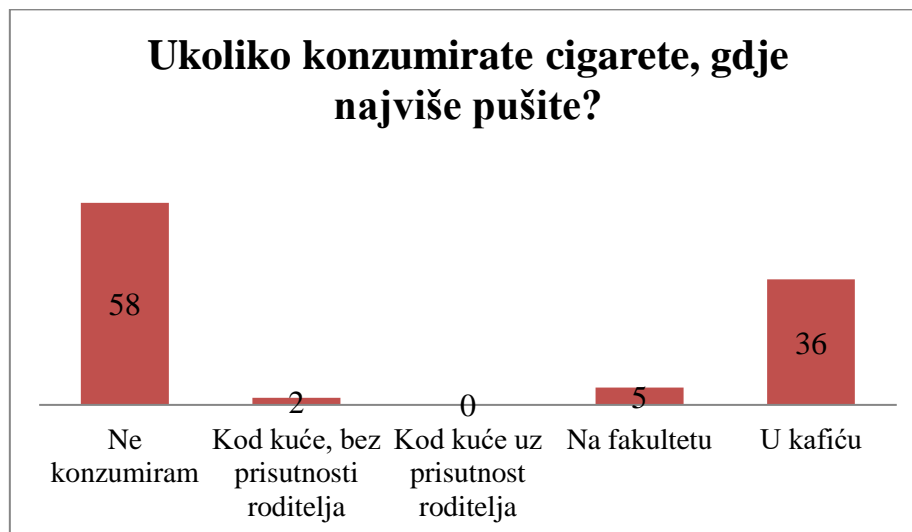 Ukoliko konzumirate cigarete, gdje
najviše pušite?
58
2
0
5
36
Ne
konzumiram
Kod kuće, bez
prisutnosti
roditelja
Kod kuće uz
prisutnost
roditelja
Na fakultetu
U kafiću